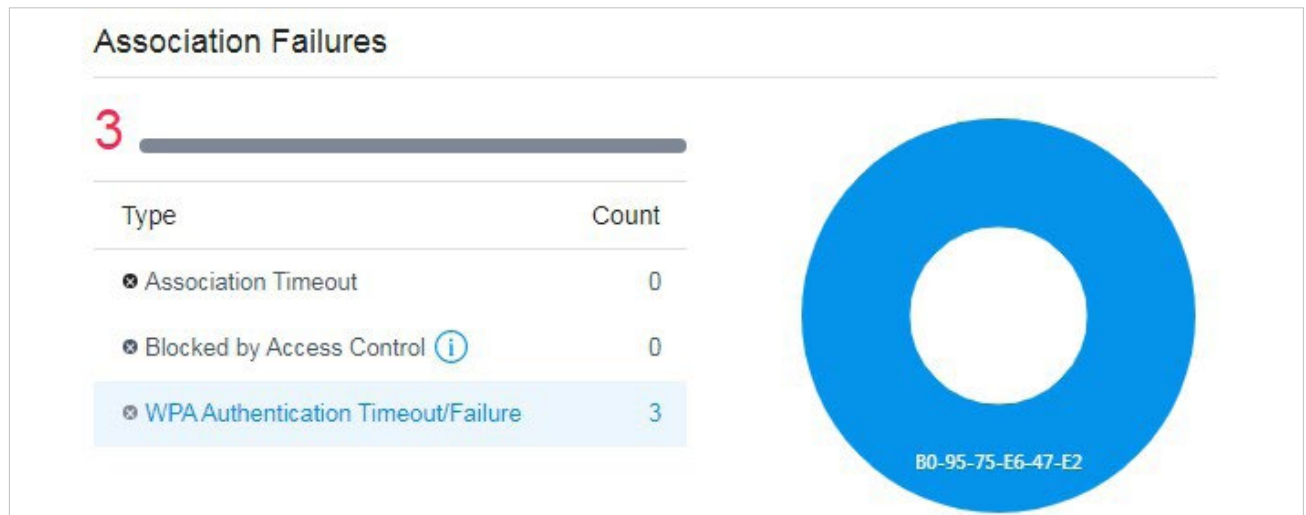 Association Failures
3
Type Count
Association Timeout 0
Blocked by Access Control i 0
WPA Authentication Timeout/Failure 3
B0-95-75-E6-47-E2